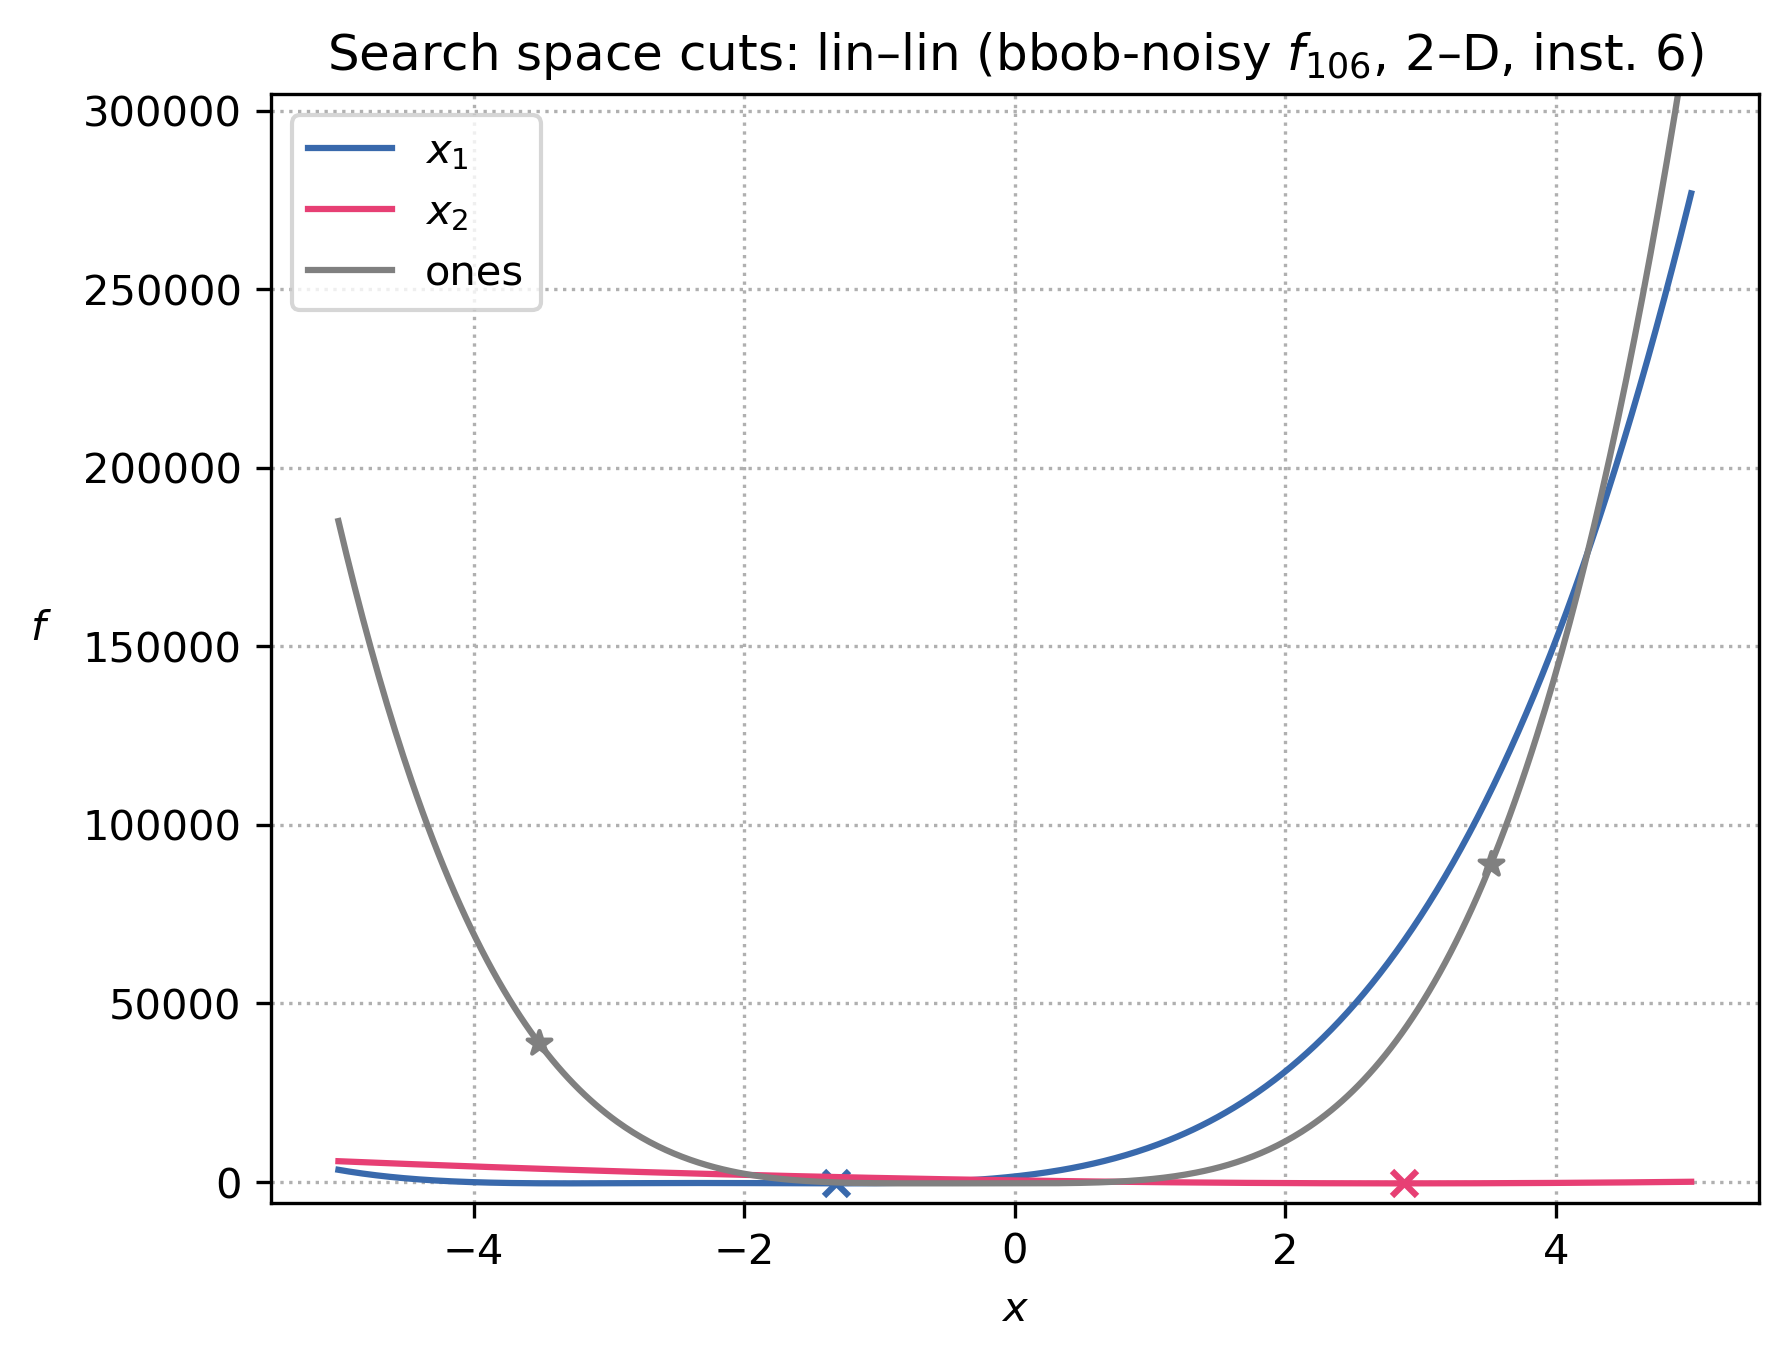 Search space cuts: lin–lin (bbob-noisy f₁₀₆, 2–D, inst. 6)
300000
250000
200000
150000
100000
50000
0
f
x₁
x₂
ones
−4
−2
0
2
4
x